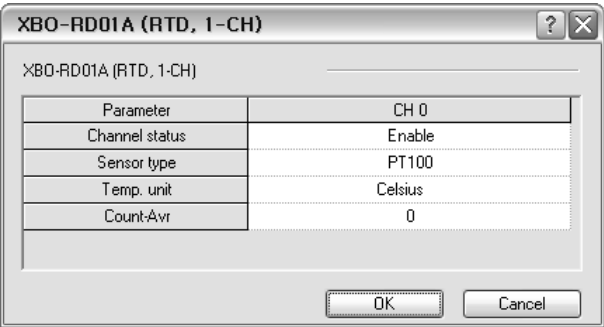 XBO-RD01A (RTD, 1-CH)
XBO-RD01A (RTD, 1-CH)
Parameter CH 0
Channel status Enable
Sensor type PT100
Temp. unit Celsius
Count-Avr 0
OK Cancel